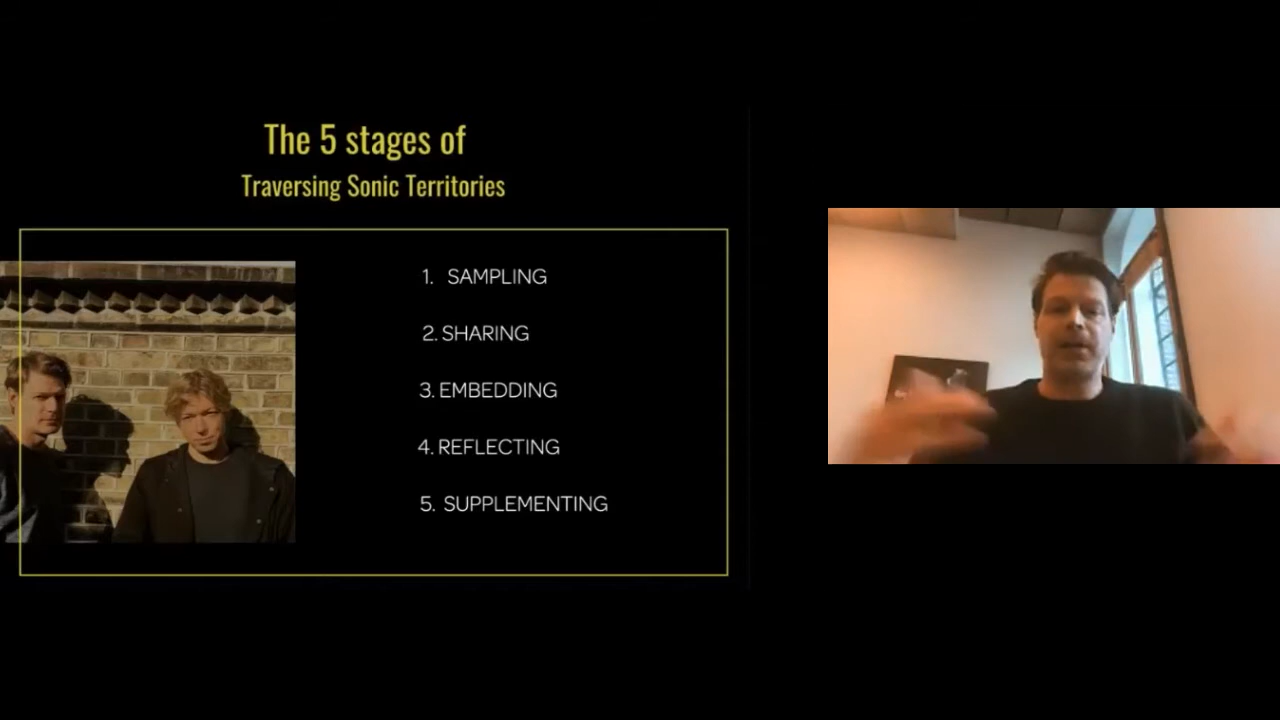 The 5 stages of
Traversing Sonic Territories
1. SAMPLING
2. SHARING
3. EMBEDDING
4. REFLECTING
5. SUPPLEMENTING